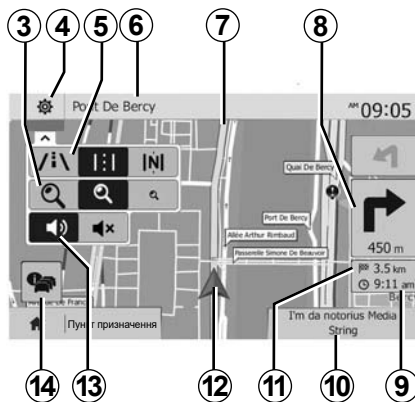 3 4 5 6 7 8
Port De Bercy
AM 09:05
N
Quai De Bercy
Port De Bercy
Allée Arthur Rimbaud
Passerelle Simone De Beauvoir
450 m
3.5 km
9:11 am
Пункт призначення
I'm da notorius Media
String
14 13 12 11 10 9